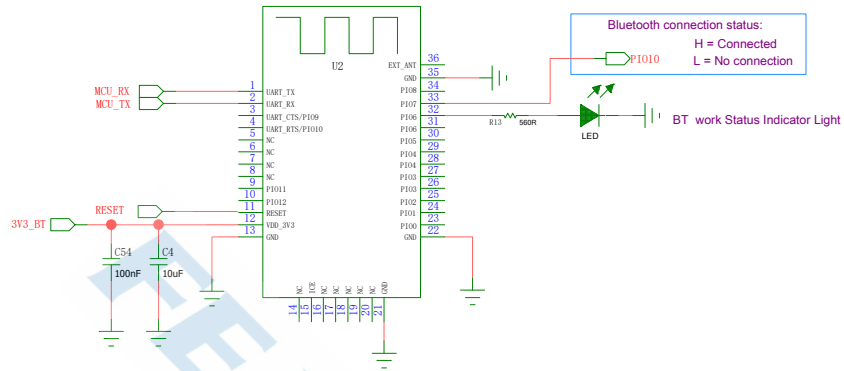 Bluetooth connection status:
H = Connected
L = No connection
PIO10
U2
MCU_RX
MCU_TX
1 UART_TX
2 UART_RX
3 UART_CTS/PIO9
4 UART_RTS/PIO10
5 NC
6 NC
7 NC
8 NC
9 PIO11
10 PIO12
11 RESET
12 VDD_3V3
13 GND
RESET
3V3_BT
C54
100nF
C4
10uF
EXT_ANT 36
GND 35
PIO8 34
PIO7 33
PIO6 32
PIO6 31
PIO5 30
PIO4 29
PIO4 28
PIO3 27
PIO3 26
PIO2 25
PIO1 24
PIO0 23
GND 22
R13
560R
LED
BT work Status Indicator Light
NC ICE NC NC NC NC NC GND
14 15 16 17 18 19 20 21